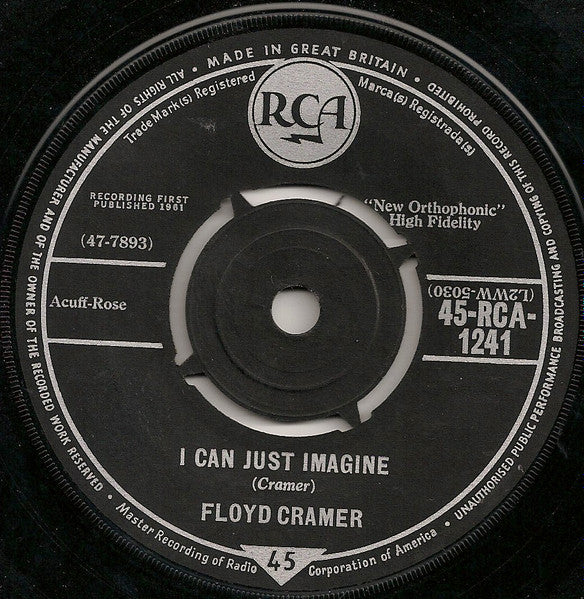 ALL RIGHTS OF THE MANUFACTURER AND OF THE OWNER OF THE RECORDED WORK RESERVED • MADE IN GREAT BRITAIN • UNAUTHORISED PUBLIC PERFORMANCE BROADCASTING AND COPYING OF THIS RECORD PROHIBITED
Trade Mark(s) Registered
RCA
Marca(s) Registrada(s)
RECORDING FIRST
PUBLISHED 1961
"New Orthophonic"
High Fidelity
(47-7893)
Acuff-Rose
(L2WW-5030)
45-RCA-
1241
I CAN JUST IMAGINE
(Cramer)
FLOYD CRAMER
• Master Recording of Radio
45
Corporation of America •